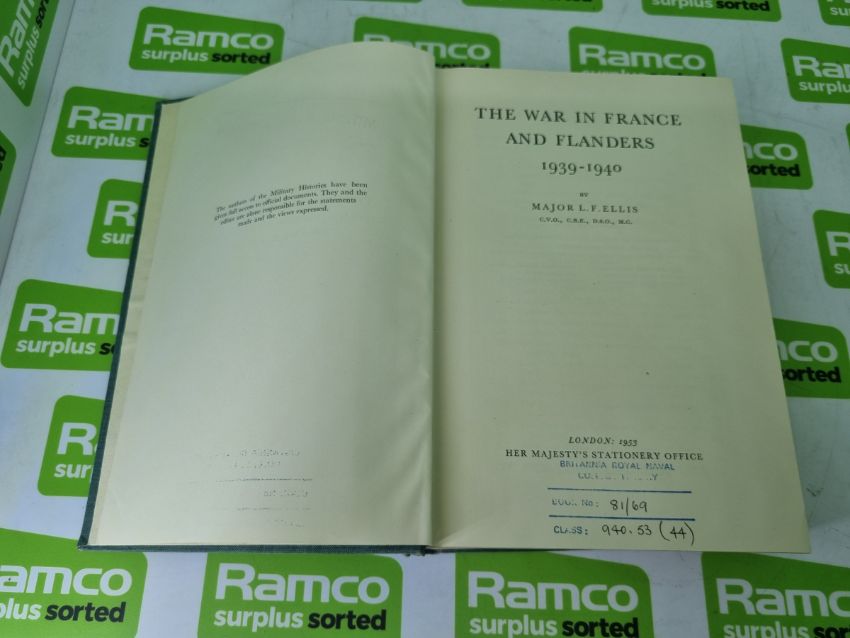 The authors of the Military Histories have been
given full access to official documents. They and the
editor are alone responsible for the statements
made and the views expressed.
THE WAR IN FRANCE
AND FLANDERS
1939-1940
BY
MAJOR L. F. ELLIS
C.V.O., C.B.E., D.S.O., M.C.
LONDON: 1953
HER MAJESTY'S STATIONERY OFFICE
BRITANNIA ROYAL NAVAL
BOOK No: 81/69
CLASS: 940.53 (44)
Ramco
surplus sorted
Ramco
surplus sorted
Ramco
surplus sorted
Ramco
surplus sorted
Ramco
surplus sorted
Ramco
surplus sorted